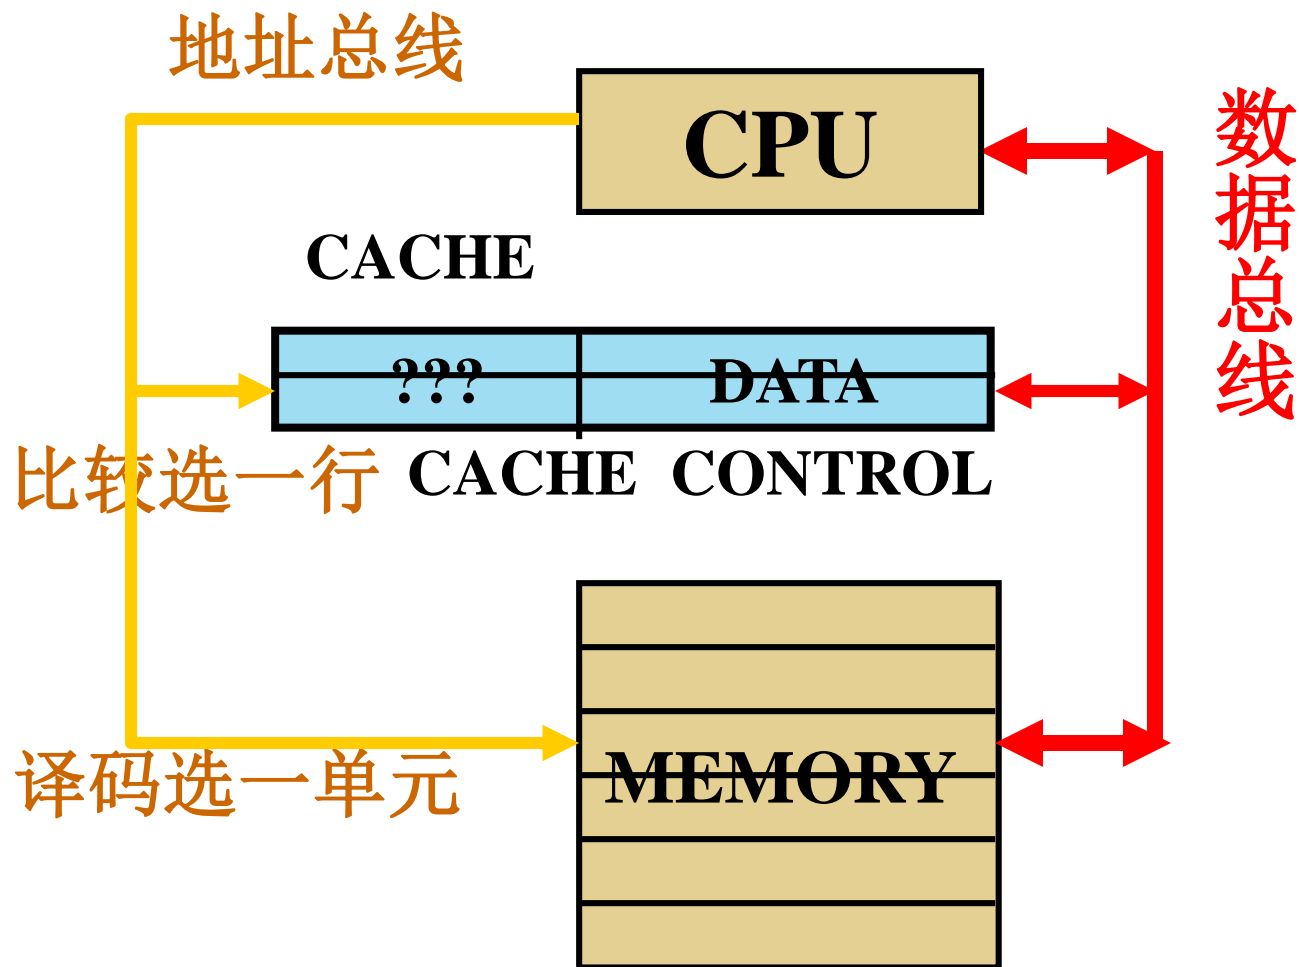 地址总线
CPU
数据总线
CACHE
??? DATA
比较选一行 CACHE CONTROL
译码选一单元 MEMORY